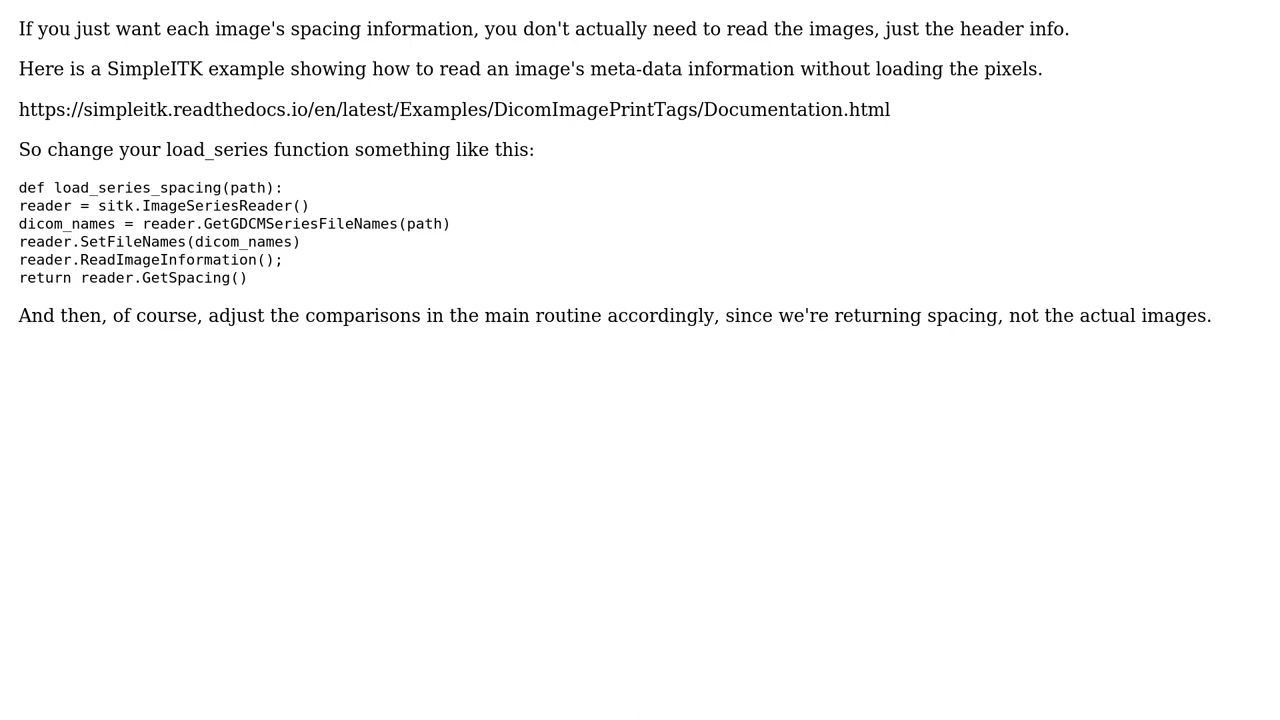 If you just want each image's spacing information, you don't actually need to read the images, just the header info.
Here is a SimpleITK example showing how to read an image's meta-data information without loading the pixels.
https://simpleitk.readthedocs.io/en/latest/Examples/DicomImagePrintTags/Documentation.html
So change your load_series function something like this:
def load_series_spacing(path):
reader = sitk.ImageSeriesReader()
dicom_names = reader.GetGDCMSeriesFileNames(path)
reader.SetFileNames(dicom_names)
reader.ReadImageInformation();
return reader.GetSpacing()
And then, of course, adjust the comparisons in the main routine accordingly, since we're returning spacing, not the actual images.